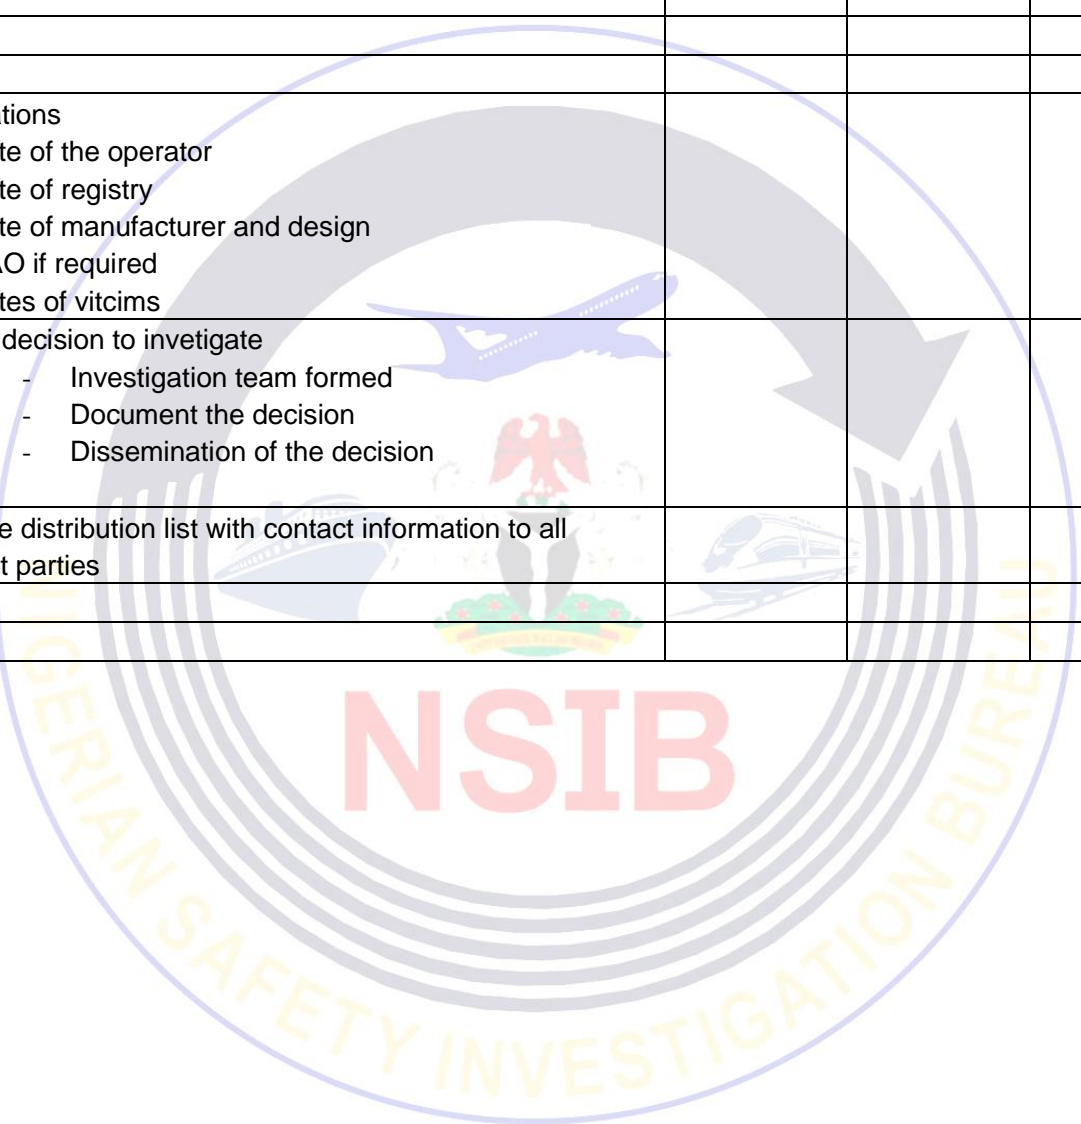 ations
te of the operator
te of registry
te of manufacturer and design
AO if required
tes of vitcims
decision to invetigate
- Investigation team formed
- Document the decision
- Dissemination of the decision
e distribution list with contact information to all
t parties
NSIB
NIGERIAN SAFETY INVESTIGATION BUREAU